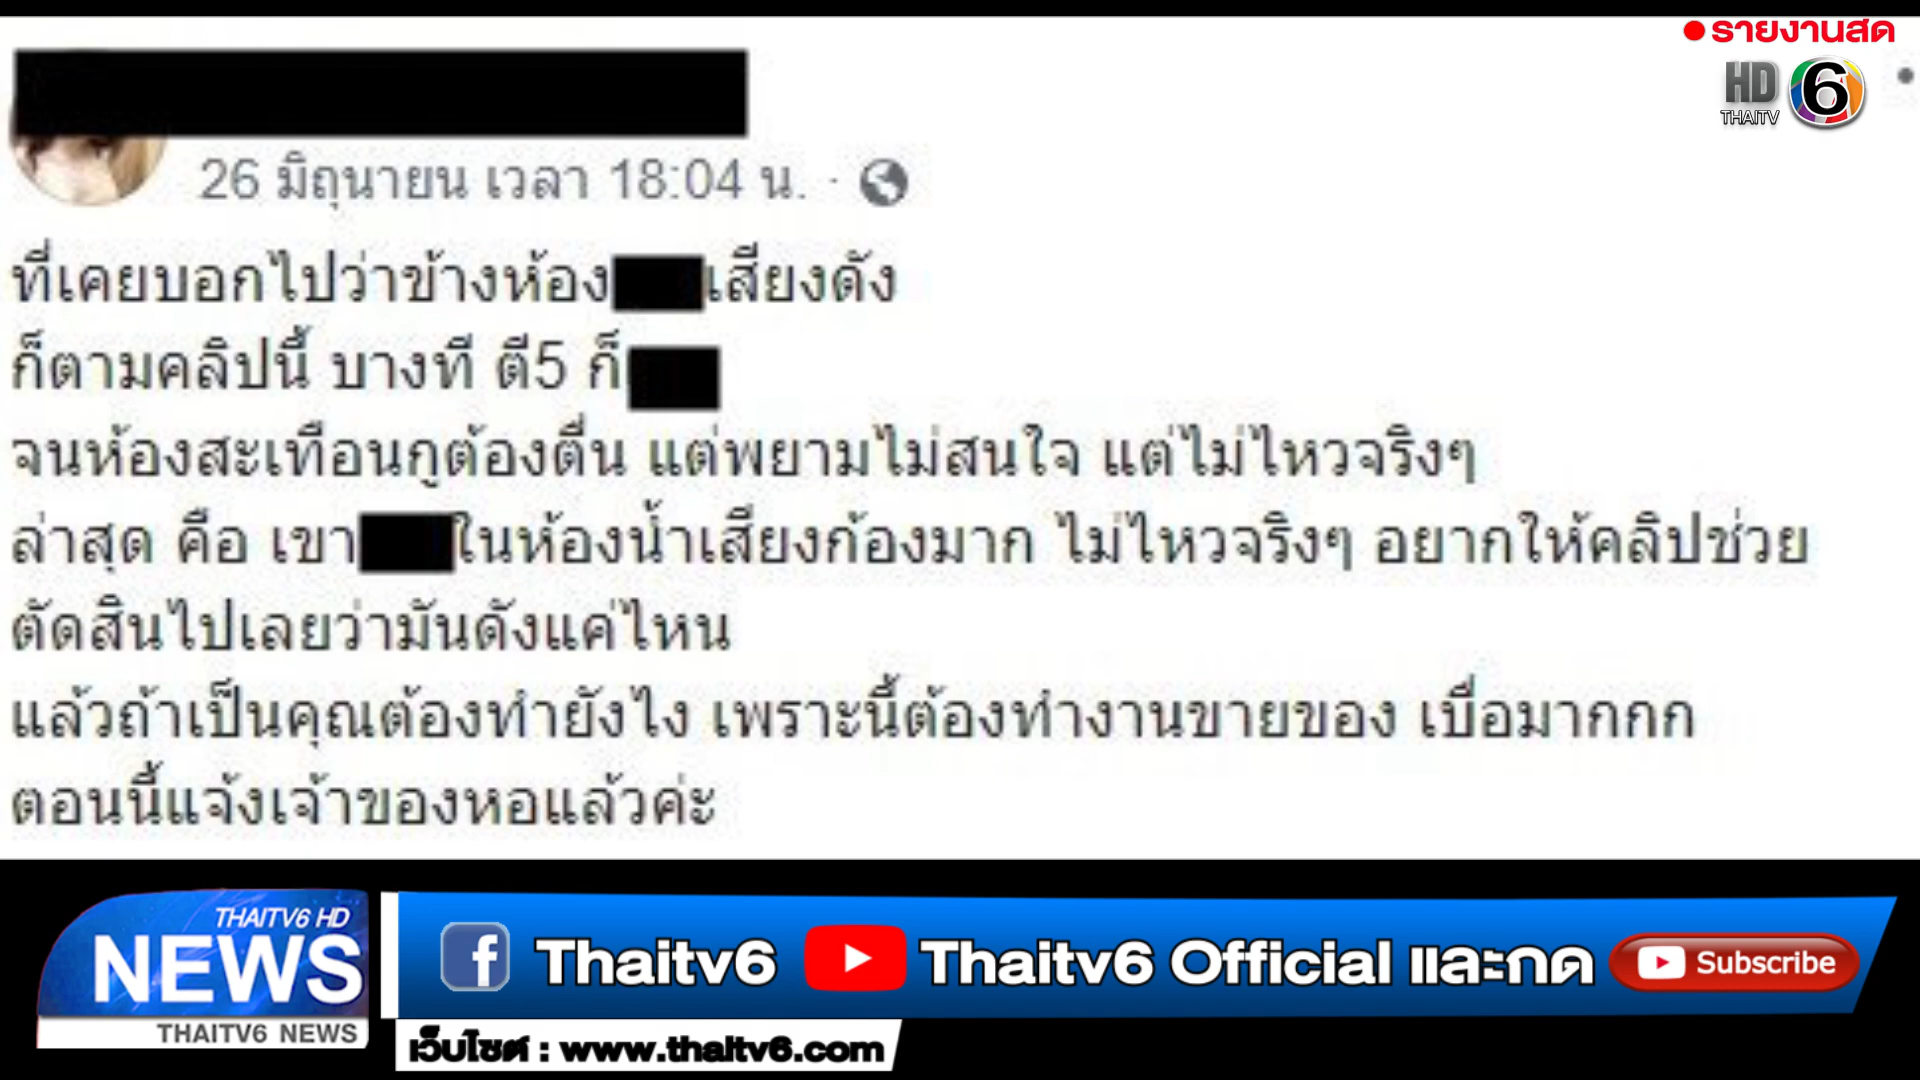 รายงานสด
HD
THAITV
6
26 มิถุนายน เวลา 18:04 น. ·
ที่เคยบอกไปว่าข้างห้อง เสียงดัง
ก็ตามคลิปนี้ บางที ตี5 ก็
จนห้องสะเทือนกูต้องตื่น แต่พยามไม่สนใจ แต่ไม่ไหวจริงๆ
ล่าสุด คือ เขา ในห้องน้ำเสียงก้องมาก ไม่ไหวจริงๆ อยากให้คลิปช่วย
ตัดสินไปเลยว่ามันดังแค่ไหน
แล้วถ้าเป็นคุณต้องทำยังไง เพราะนี้ต้องทำงานขายของ เบื่อมากกก
ตอนนี้แจ้งเจ้าของหอแล้วค่ะ
THAITV6 HD
NEWS
THAITV6 NEWS
f Thaitv6 Thaitv6 Official และกด Subscribe
เว็บไซต์ : www.thaitv6.com